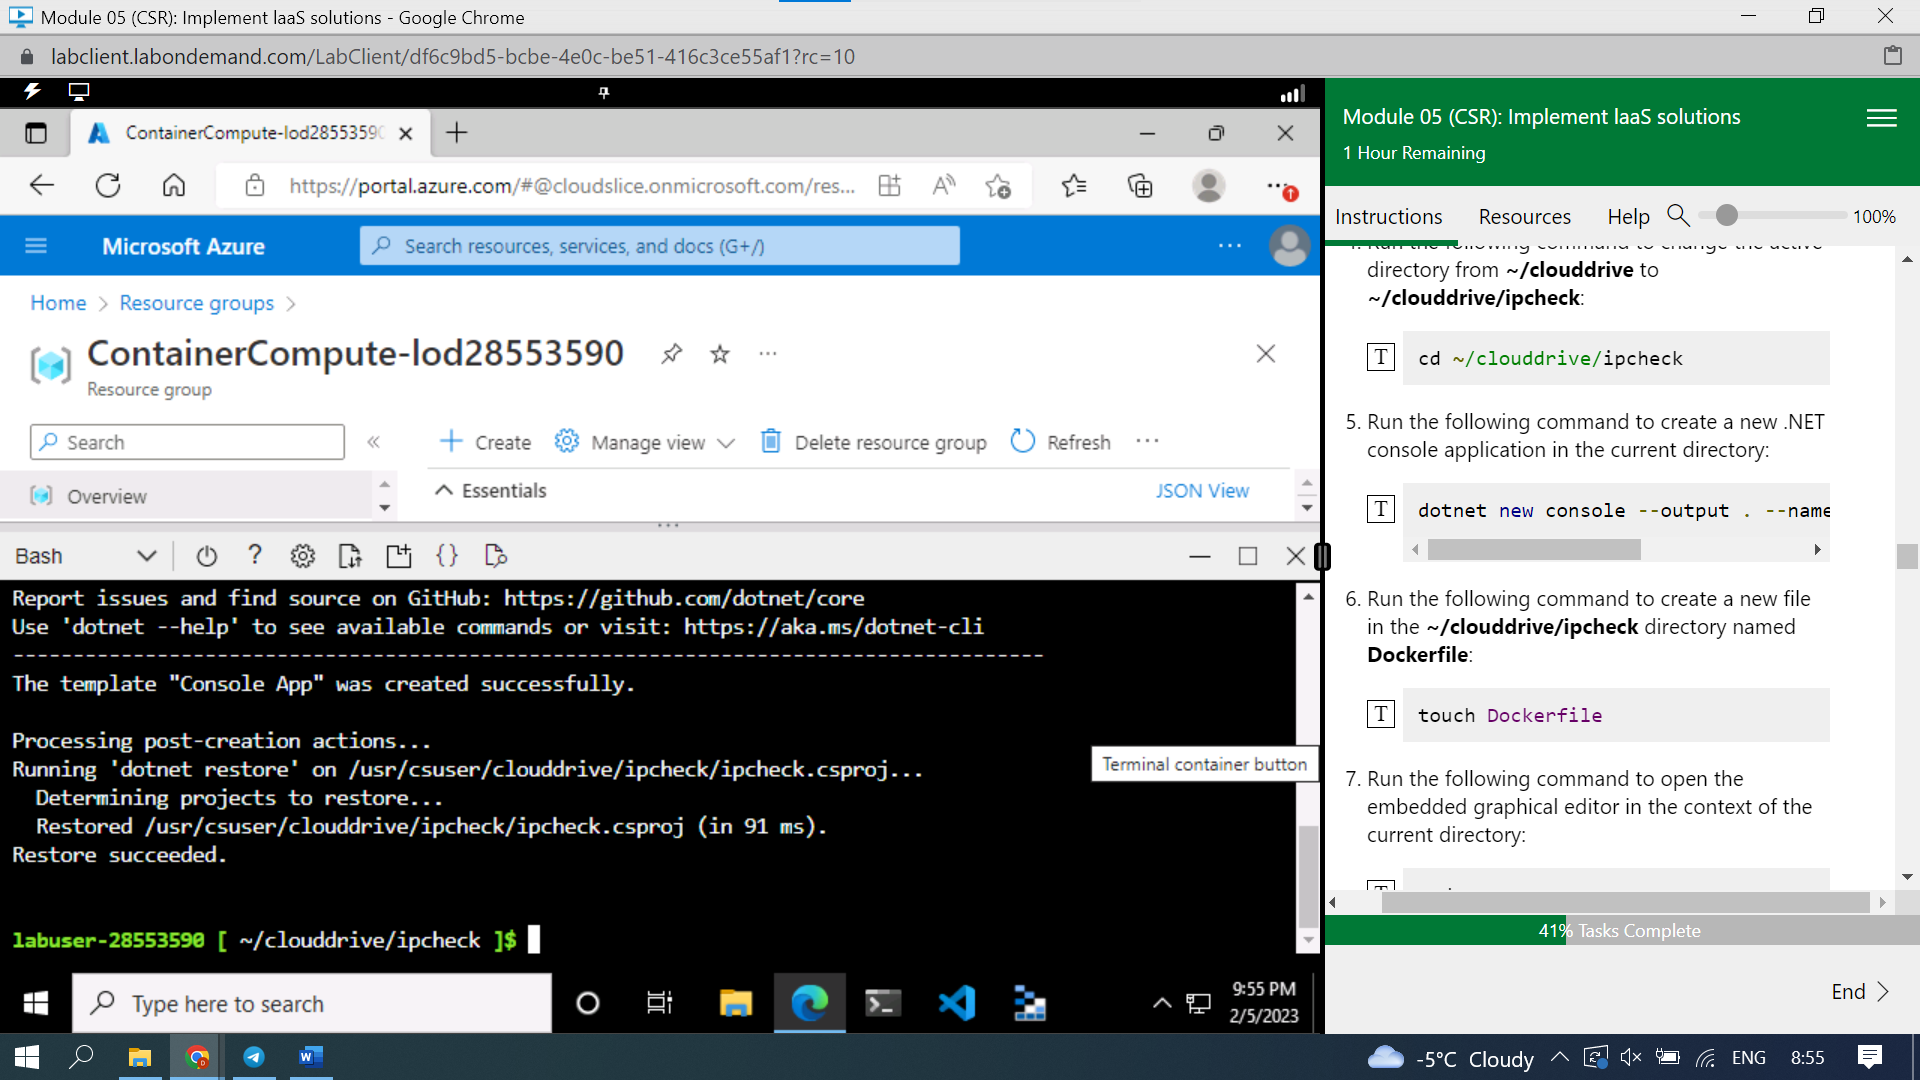 Module 05 (CSR): Implement IaaS solutions - Google Chrome
labclient.labondemand.com/LabClient/df6c9bd5-bcbe-4e0c-be51-416c3ce55af1?rc=10
ContainerCompute-lod28553590
https://portal.azure.com/#@cloudslice.onmicrosoft.com/res...
Microsoft Azure
Search resources, services, and docs (G+/)
Home > Resource groups >
ContainerCompute-lod28553590
Resource group
Search
Create
Manage view
Delete resource group
Refresh
Overview
Essentials
JSON View
Bash
Report issues and find source on GitHub: https://github.com/dotnet/core
Use 'dotnet --help' to see available commands or visit: https://aka.ms/dotnet-cli
--------------------------------------------------------------------------------------
The template "Console App" was created successfully.
Processing post-creation actions...
Running 'dotnet restore' on /usr/csuser/clouddrive/ipcheck/ipcheck.csproj...
Determining projects to restore...
Restored /usr/csuser/clouddrive/ipcheck/ipcheck.csproj (in 91 ms).
Restore succeeded.
Terminal container button
labuser-28553590 [ ~/clouddrive/ipcheck ]$
Type here to search
9:55 PM
2/5/2023
Module 05 (CSR): Implement IaaS solutions
1 Hour Remaining
Instructions
Resources
Help
100%
4. Run the following command to change the active
directory from ~/clouddrive to
~/clouddrive/ipcheck:
T
cd ~/clouddrive/ipcheck
5. Run the following command to create a new .NET
console application in the current directory:
T
dotnet new console --output . --name
6. Run the following command to create a new file
in the ~/clouddrive/ipcheck directory named
Dockerfile:
T
touch Dockerfile
7. Run the following command to open the
embedded graphical editor in the context of the
current directory:
T
41% Tasks Complete
End >
-5°C Cloudy
ENG
8:55